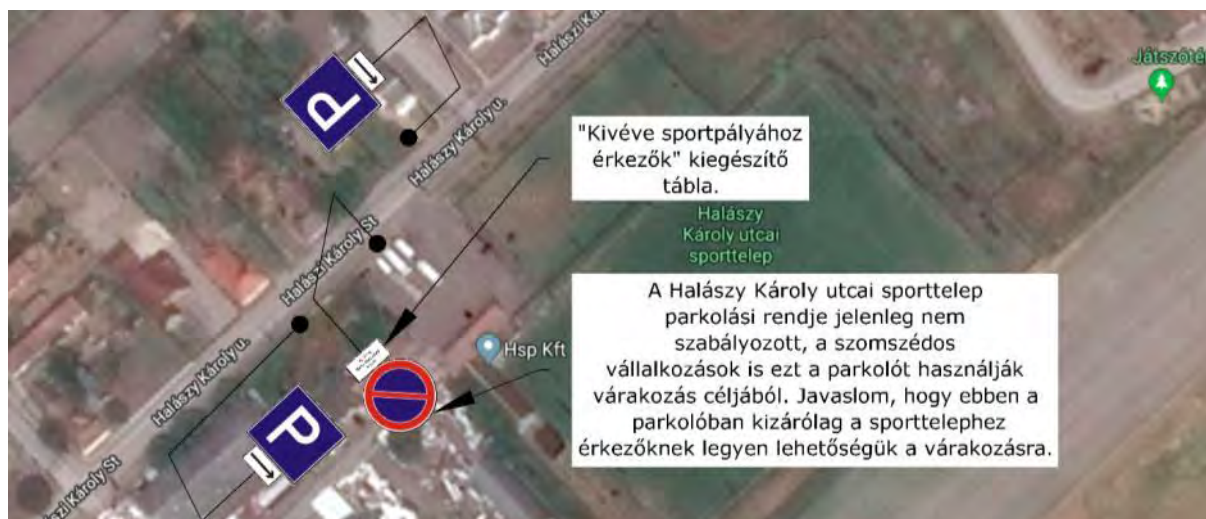 Halászi Károly u.
Játszótér
P
Halászy Károly u.
"Kivéve sportpályához
érkezők" kiegészítő
tábla.
Halászi Károly St
Halászy
Károly utcai
sporttelep
A Halászy Károly utcai sporttelep
parkolási rendje jelenleg nem
szabályozott, a szomszédos
vállalkozások is ezt a parkolót használják
várakozás céljából. Javaslom, hogy ebben a
parkolóban kizárólag a sporttelephez
érkezőknek legyen lehetőségük a várakozásra.
Hsp Kft
Halászy Károly u.
P
Halászi Károly St